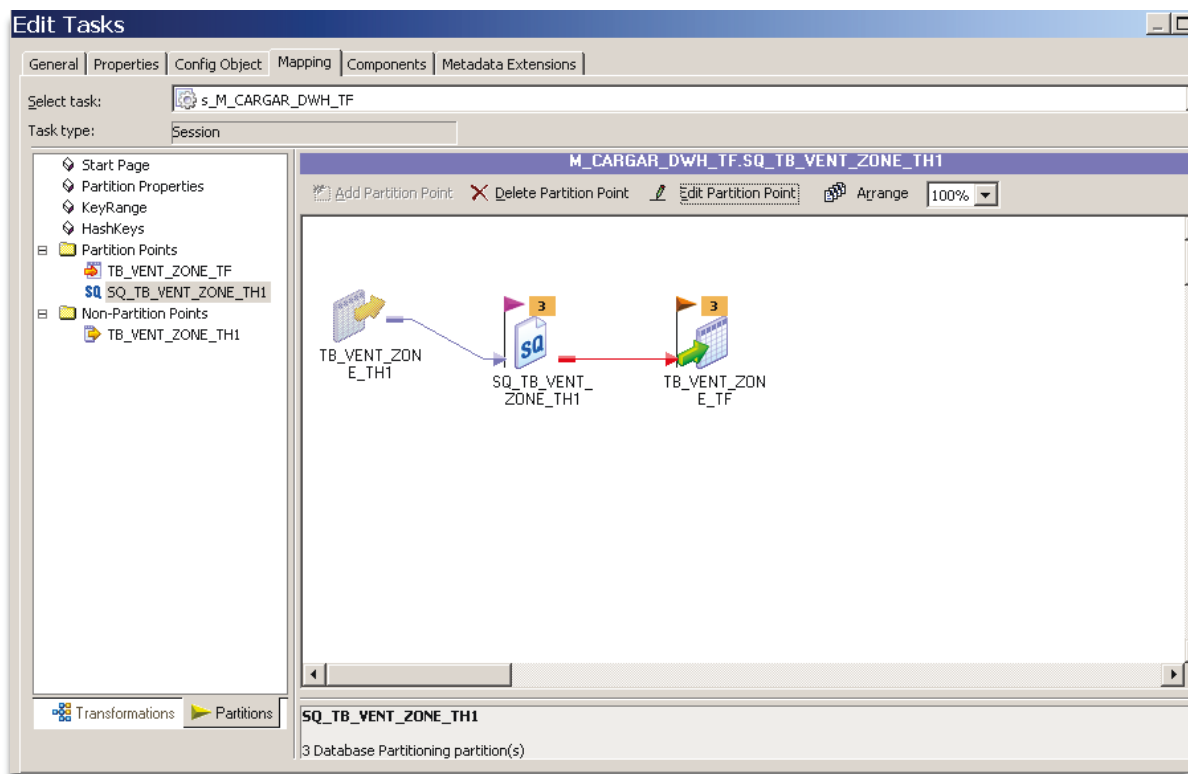 Edit Tasks
General Properties Config Object Mapping Components Metadata Extensions
Select task: s_M_CARGAR_DWH_TF
Task type: Session
Start Page
Partition Properties
KeyRange
HashKeys
Partition Points
TB_VENT_ZONE_TF
SQ SQ_TB_VENT_ZONE_TH1
Non-Partition Points
TB_VENT_ZONE_TH1
Transformations Partitions
M_CARGAR_DWH_TF.SQ_TB_VENT_ZONE_TH1
Add Partition Point Delete Partition Point Edit Partition Point Arrange 100%
3 3
SQ
TB_VENT_ZON
E_TH1
SQ_TB_VENT_
ZONE_TH1
TB_VENT_ZON
E_TF
SQ_TB_VENT_ZONE_TH1
3 Database Partitioning partition(s)